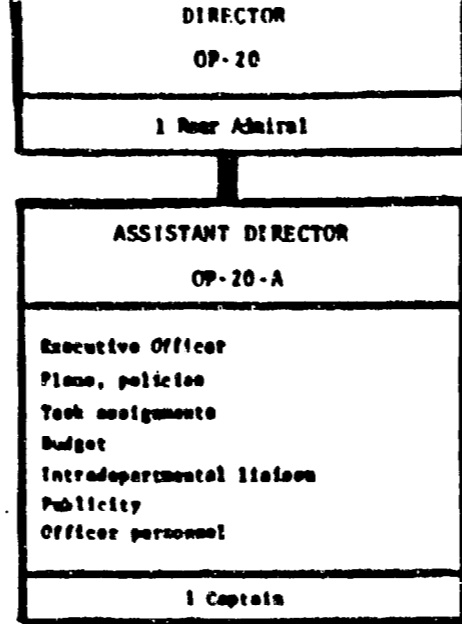 DIRECTOR
OP-20
1 Rear Admiral
ASSISTANT DIRECTOR
OP-20-A
Executive Officer
Plans, policies
Task assignments
Budget
Intradepartmental liaison
Publicity
Officer personnel
1 Captain